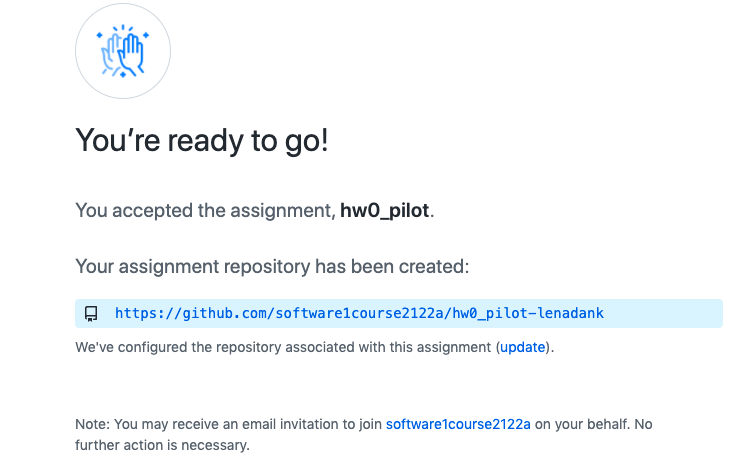 You’re ready to go!
You accepted the assignment, hw0_pilot.
Your assignment repository has been created:
https://github.com/software1course2122a/hw0_pilot-lenadank
We've configured the repository associated with this assignment (update).
Note: You may receive an email invitation to join software1course2122a on your behalf. No
further action is necessary.